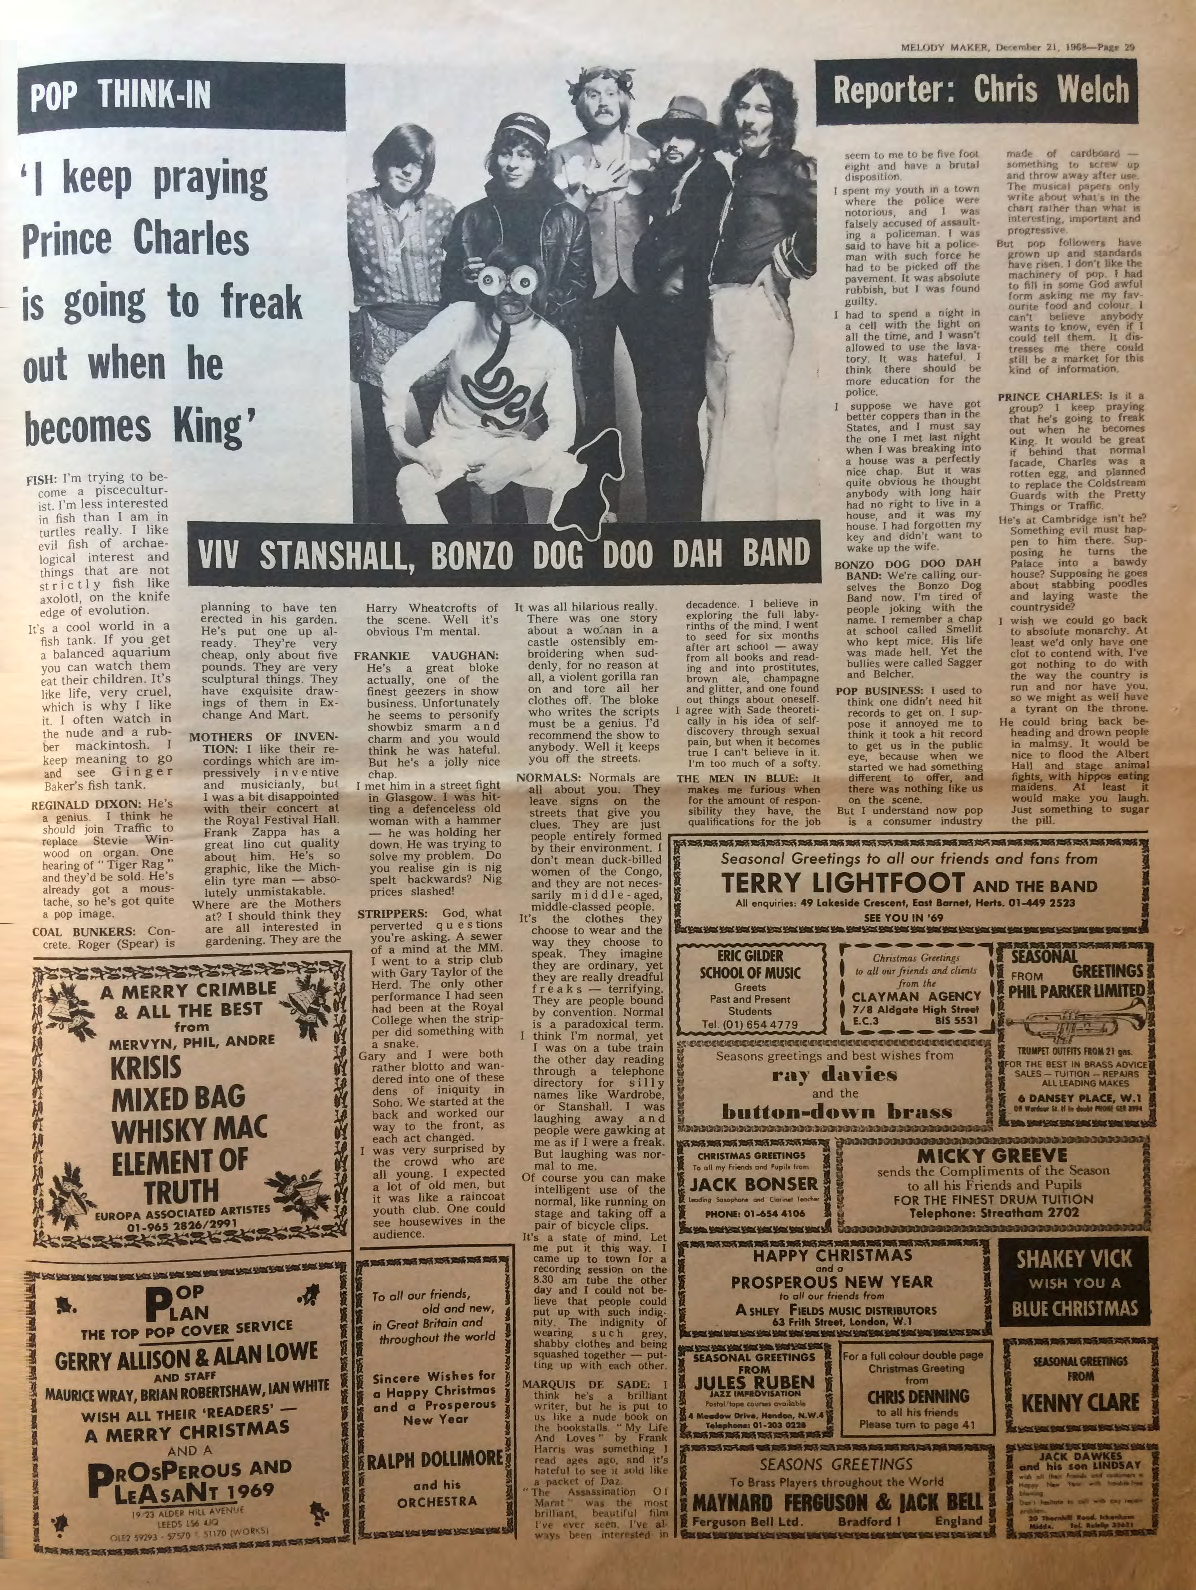 MELODY MAKER, December 21, 1968—Page 29
POP THINK-IN
Reporter: Chris Welch
'I keep praying
Prince Charles
is going to freak
out when he
becomes King'
VIV STANSHALL, BONZO DOG DOO DAH BAND
FISH: I'm trying to be-
come a piscecultur-
ist. I'm less interested
in fish than I am in
turtles really. I like
evil fish of archae-
logical interest and
things that are not
strictly fish like
axolotl, on the knife
edge of evolution.
It's a cool world in a
fish tank. If you get
a balanced aquarium
you can watch them
eat their children. It's
like life, very cruel,
which is why I like
it. I often watch in
the nude and a rub-
ber mackintosh. I
keep meaning to go
and see Ginger
Baker's fish tank.
REGINALD DIXON: He's
a genius. I think he
should join Traffic to
replace Stevie Win-
wood on organ. One
hearing of "Tiger Rag"
and they'd be sold. He's
already got a mous-
tache, so he's got quite
a pop image.
COAL BUNKERS: Con-
crete. Roger (Spear) is
planning to have ten
erected in his garden.
He's put one up al-
ready. They're very
cheap, only about five
pounds. They are very
sculptural things. They
have exquisite draw-
ings of them in Ex-
change And Mart.
MOTHERS OF INVEN-
TION: I like their re-
cordings which are im-
pressively inventive
and musicianly, but
I was a bit disappointed
with their concert at
the Royal Festival Hall.
Frank Zappa has a
great lino cut quality
about him. He's so
graphic, like the Mich-
elin tyre man — abso-
lutely unmistakable.
Where are the Mothers
at? I should think they
are all interested in
gardening. They are the
Harry Wheatcrofts of
the scene. Well it's
obvious I'm mental.
FRANKIE VAUGHAN:
He's a great bloke
actually, one of the
finest geezers in show
business. Unfortunately
he seems to personify
showbiz smarm and
charm and you would
think he was hateful.
But he's a jolly nice
chap.
I met him in a street fight
in Glasgow. I was hit-
ting a defenceless old
woman with a hammer
— he was holding her
down. He was trying to
solve my problem. Do
you realise gin is nig
spelt backwards? Nig
prices slashed!
STRIPPERS: God, what
perverted questions
you're asking. A sewer
of a mind at the MM.
I went to a strip club
with Gary Taylor of the
Herd. The only other
performance I had seen
had been at the Royal
College when the strip-
per did something with
a snake.
Gary and I were both
rather blotto and wan-
dered into one of these
dens of iniquity in
Soho. We started at the
back and worked our
way to the front, as
each act changed.
I was very surprised by
the crowd who are
all young. I expected
a lot of old men, but
it was like a raincoat
youth club. One could
see housewives in the
audience.
It was all hilarious really.
There was one story
about a woman in a
castle ostensibly em-
broidering when sud-
denly, for no reason at
all, a violent gorilla ran
on and tore all her
clothes off. The bloke
who writes the scripts
must be a genius. I'd
recommend the show to
anybody. Well it keeps
you off the streets.
NORMALS: Normals are
all about you. They
leave signs on the
streets that give you
clues. They are just
people entirely formed
by their environment. I
don't mean duck-billed
women of the Congo,
and they are not neces-
sarily middle-aged,
middle-classed people.
It's the clothes they
choose to wear and the
way they choose to
speak. They imagine
they are ordinary, yet
they are really dreadful
freaks — terrifying.
They are people bound
by convention. Normal
is a paradoxical term.
I think I'm normal, yet
I was on a tube train
the other day reading
through a telephone
directory for silly
names like Wardrobe,
or Stanshall. I was
laughing away and
people were gawking at
me as if I were a freak.
But laughing was nor-
mal to me.
Of course you can make
intelligent use of the
normal, like running on
stage and taking off a
pair of bicycle clips.
It's a state of mind. Let
me put it this way. I
came up to town for a
recording session on the
8.30 am tube the other
day and I could not be-
lieve that people could
put up with such indig-
nity. The indignity of
wearing such grey,
shabby clothes and being
squashed together — put-
ting up with each other.
MARQUIS DE SADE: I
think he's a brilliant
writer, but he is put to
us like a nude book on
the bookstalls. "My Life
And Loves" by Frank
Harris was something I
read ages ago, and it's
hateful to see it sold like
a packet of Daz.
"The Assassination Of
Marat" was the most
brilliant, beautiful film
I've ever seen. I've al-
ways been interested in
decadence. I believe in
exploring the full laby-
rinths of the mind. I went
to seed for six months
after art school — away
from all books and read-
ing and into prostitutes,
brown ale, champagne
and glitter, and one found
out things about oneself.
I agree with Sade theoreti-
cally in his idea of self-
discovery through sexual
pain, but when it becomes
true I can't believe in it.
I'm too much of a softy.
THE MEN IN BLUE: It
makes me furious when
for the amount of respon-
sibility they have, the
qualifications for the job
seem to me to be five foot
eight and have a brutal
disposition.
I spent my youth in a town
where the police were
notorious, and I was
falsely accused of assault-
ing a policeman. I was
said to have hit a police-
man with such force he
had to be picked off the
pavement. It was absolute
rubbish, but I was found
guilty.
I had to spend a night in
a cell with the light on
all the time, and I wasn't
allowed to use the lava-
tory. It was hateful. I
think there should be
more education for the
police.
I suppose we have got
better coppers than in the
States, and I must say
the one I met last night
when I was breaking into
a house was a perfectly
nice chap. But it was
quite obvious he thought
anybody with long hair
had no right to live in a
house, and it was my
house. I had forgotten my
key and didn't want to
wake up the wife.
BONZO DOG DOO DAH
BAND: We're calling our-
selves the Bonzo Dog
Band now. I'm tired of
people joking with the
name. I remember a chap
at school called Smellit
who kept mice. His life
was made hell. Yet the
bullies were called Sagger
and Belcher.
POP BUSINESS: I used to
think one didn't need hit
records to get on. I sup-
pose it annoyed me to
think it took a hit record
to get us in the public
eye, because when we
started we had something
different to offer, and
there was nothing like us
on the scene.
But I understand now pop
is a consumer industry
made of cardboard —
something to screw up
and throw away after use.
The musical papers only
write about what's in the
chart rather than what is
interesting, important and
progressive.
But pop followers have
grown up and standards
have risen. I don't like the
machinery of pop. I had
to fill in some God awful
form asking me my fav-
ourite food and colour. I
can't believe anybody
wants to know, even if I
could tell them. It dis-
tresses me there could
still be a market for this
kind of information.
PRINCE CHARLES: Is it a
group? I keep praying
that he's going to freak
out when he becomes
King. It would be great
if behind that normal
facade, Charles was a
rotten egg, and planned
to replace the Coldstream
Guards with the Pretty
Things or Traffic.
He's at Cambridge isn't he?
Something evil must hap-
pen to him there. Sup-
posing he turns the
Palace into a bawdy
house? Supposing he goes
about stabbing poodles
and laying waste the
countryside?
I wish we could go back
to absolute monarchy. At
least we'd only have one
clot to contend with. I've
got nothing to do with
the way the country is
run and nor have you,
so we might as well have
a tyrant on the throne.
He could bring back be-
heading and drown people
in malmsy. It would be
nice to flood the Albert
Hall and stage animal
fights, with hippos eating
maidens. At least it
would make you laugh.
Just something to sugar
the pill.
A MERRY CRIMBLE
& ALL THE BEST
from
MERVYN, PHIL, ANDRE
KRISIS
MIXED BAG
WHISKY MAC
ELEMENT OF
TRUTH
EUROPA ASSOCIATED ARTISTES
01-965 2826/2991
POP
PLAN
THE TOP POP COVER SERVICE
GERRY ALLISON & ALAN LOWE
AND STAFF
MAURICE WRAY, BRIAN ROBERTSHAW, IAN WHITE
WISH ALL THEIR 'READERS' —
A MERRY CHRISTMAS
AND A
PROSPEROUS AND
PLEASANT 1969
19/23 ALDER HILL AVENUE
LEEDS LS6 4JQ
OLE2 59293 - 57570 & 51170 (WORKS)
To all our friends,
old and new,
in Great Britain and
throughout the world
Sincere Wishes for
a Happy Christmas
and a Prosperous
New Year
RALPH DOLLIMORE
and his
ORCHESTRA
Seasonal Greetings to all our friends and fans from
TERRY LIGHTFOOT AND THE BAND
All enquiries: 49 Lakeside Crescent, East Barnet, Herts. 01-449 2523
SEE YOU IN '69
ERIC GILDER
SCHOOL OF MUSIC
Greets
Past and Present
Students
Tel. (01) 654 4779
Christmas Greetings
to all our friends and clients
from the
CLAYMAN AGENCY
7/8 Aldgate High Street
E.C.3 BIS 5531
SEASONAL
FROM GREETINGS
PHIL PARKER LIMITED
TRUMPET OUTFITS FROM 21 gns.
FOR THE BEST IN BRASS ADVICE
SALES — TUITION — REPAIRS
ALL LEADING MAKES
6 DANSEY PLACE, W.1
Off Wardour St. If in doubt PHONE GER 8994
Seasons greetings and best wishes from
ray davies
and the
button-down brass
CHRISTMAS GREETINGS
To all my Friends and Pupils from
JACK BONSER
Leading Saxophone and Clarinet teacher
PHONE: 01-654 4106
MICKY GREEVE
sends the Compliments of the Season
to all his Friends and Pupils
FOR THE FINEST DRUM TUITION
Telephone: Streatham 2702
HAPPY CHRISTMAS
and a
PROSPEROUS NEW YEAR
to all our friends from
ASHLEY FIELDS MUSIC DISTRIBUTORS
63 Frith Street, London, W.1
SHAKEY VICK
WISH YOU A
BLUE CHRISTMAS
SEASONAL GREETINGS
FROM
JULES RUBEN
JAZZ IMPROVISATION
Postal/tape courses available
4 Meadow Drive, Hendon, N.W.4
Telephone: 01-203 0228
For a full colour double page
Christmas Greeting
from
CHRIS DENNING
to all his friends
Please turn to page 41
SEASONAL GREETINGS
FROM
KENNY CLARE
SEASONS GREETINGS
To Brass Players throughout the World
MAYNARD FERGUSON & JACK BELL
Ferguson Bell Ltd. Bradford 1 England
JACK DAWKES
and his son LINDSAY
wish all their friends and customers a
Happy New Year with trouble-free
20 Thornhill Road, Ickenham
Middx. Tel. Ruislip